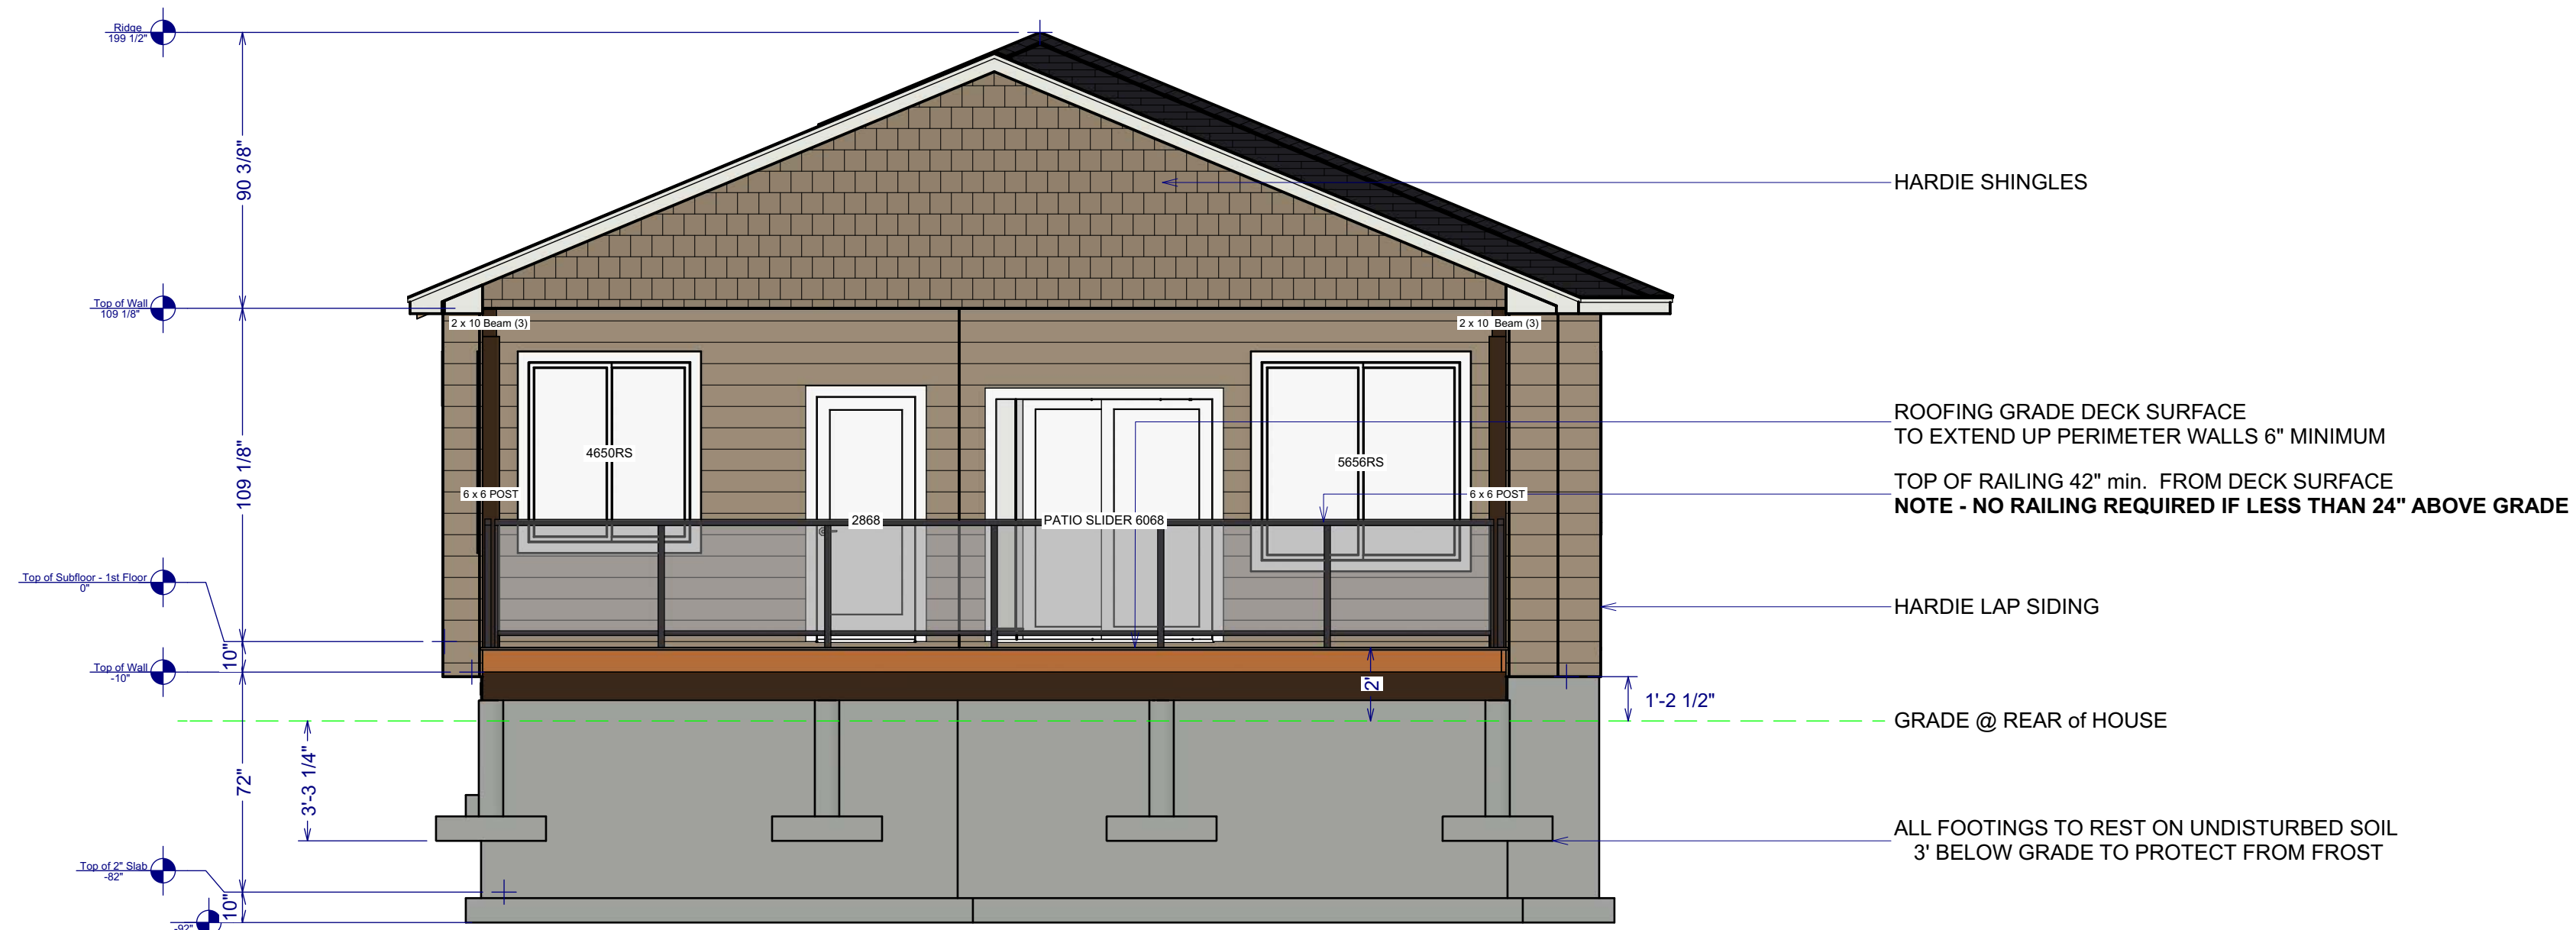 Ridge
199 1/2"
90 3/8"
HARDIE SHINGLES
Top of Wall
109 1/8"
2 x 10 Beam (3)
2 x 10 Beam (3)
ROOFING GRADE DECK SURFACE
TO EXTEND UP PERIMETER WALLS 6" MINIMUM
109 1/8"
4650RS
5656RS
TOP OF RAILING 42" min. FROM DECK SURFACE
NOTE - NO RAILING REQUIRED IF LESS THAN 24" ABOVE GRADE
6 x 6 POST
6 x 6 POST
2868
PATIO SLIDER 6068
Top of Subfloor - 1st Floor
0"
HARDIE LAP SIDING
10"
Top of Wall
-10"
2'
1'-2 1/2"
GRADE @ REAR of HOUSE
72"
3'-3 1/4"
ALL FOOTINGS TO REST ON UNDISTURBED SOIL
3' BELOW GRADE TO PROTECT FROM FROST
Top of 2" Slab
-82"
10"
-92"